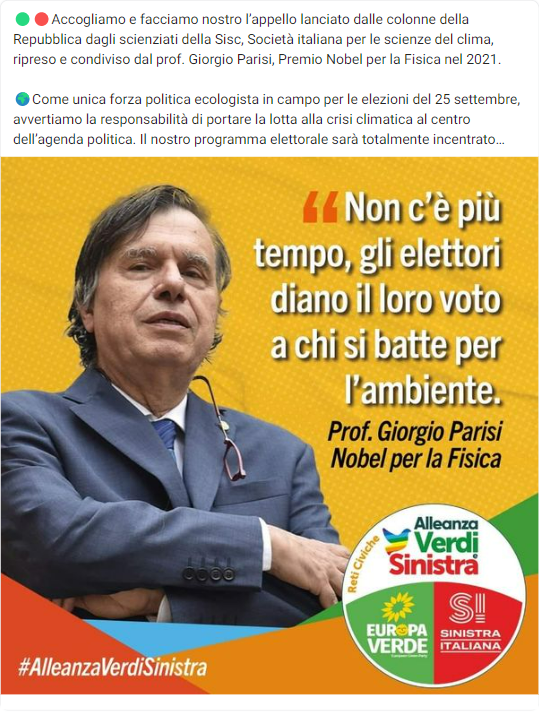 🟢🔴Accogliamo e facciamo nostro l’appello lanciato dalle colonne della
Repubblica dagli scienziati della Sisc, Società italiana per le scienze del clima,
ripreso e condiviso dal prof. Giorgio Parisi, Premio Nobel per la Fisica nel 2021.
🌍Come unica forza politica ecologista in campo per le elezioni del 25 settembre,
avvertiamo la responsabilità di portare la lotta alla crisi climatica al centro
dell’agenda politica. Il nostro programma elettorale sarà totalmente incentrato…
“Non c’è più
tempo, gli elettori
diano il loro voto
a chi si batte per
l’ambiente.
Prof. Giorgio Parisi
Nobel per la Fisica
Reti Civiche
Alleanza
Verdi
Sinistra
EUROPA
VERDE
European Green Party
SI
SINISTRA
ITALIANA
#AlleanzaVerdiSinistra